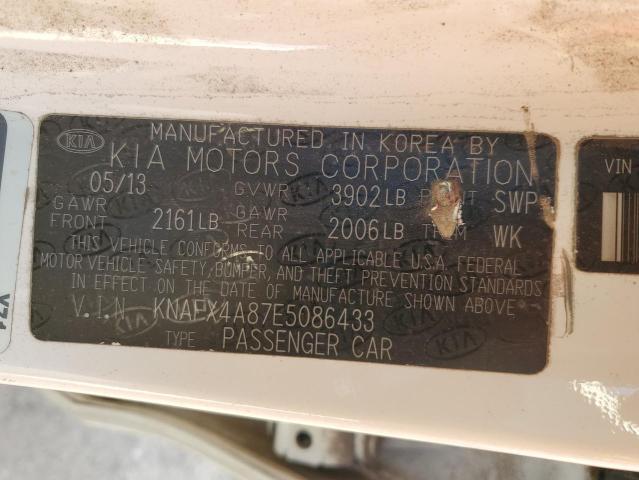 KIA
MANUFACTURED IN KOREA BY
KIA MOTORS CORPORATION
05/13 GVWR 3902LB SWP
GAWR FRONT 2161LB GAWR REAR 2006LB TRIM WK
THIS VEHICLE CONFORMS TO ALL APPLICABLE U.S.A. FEDERAL
MOTOR VEHICLE SAFETY, BUMPER, AND THEFT PREVENTION STANDARDS
IN EFFECT ON THE DATE OF MANUFACTURE SHOWN ABOVE
V.I.N. KNAFX4A87E5086433
TYPE PASSENGER CAR
VIN